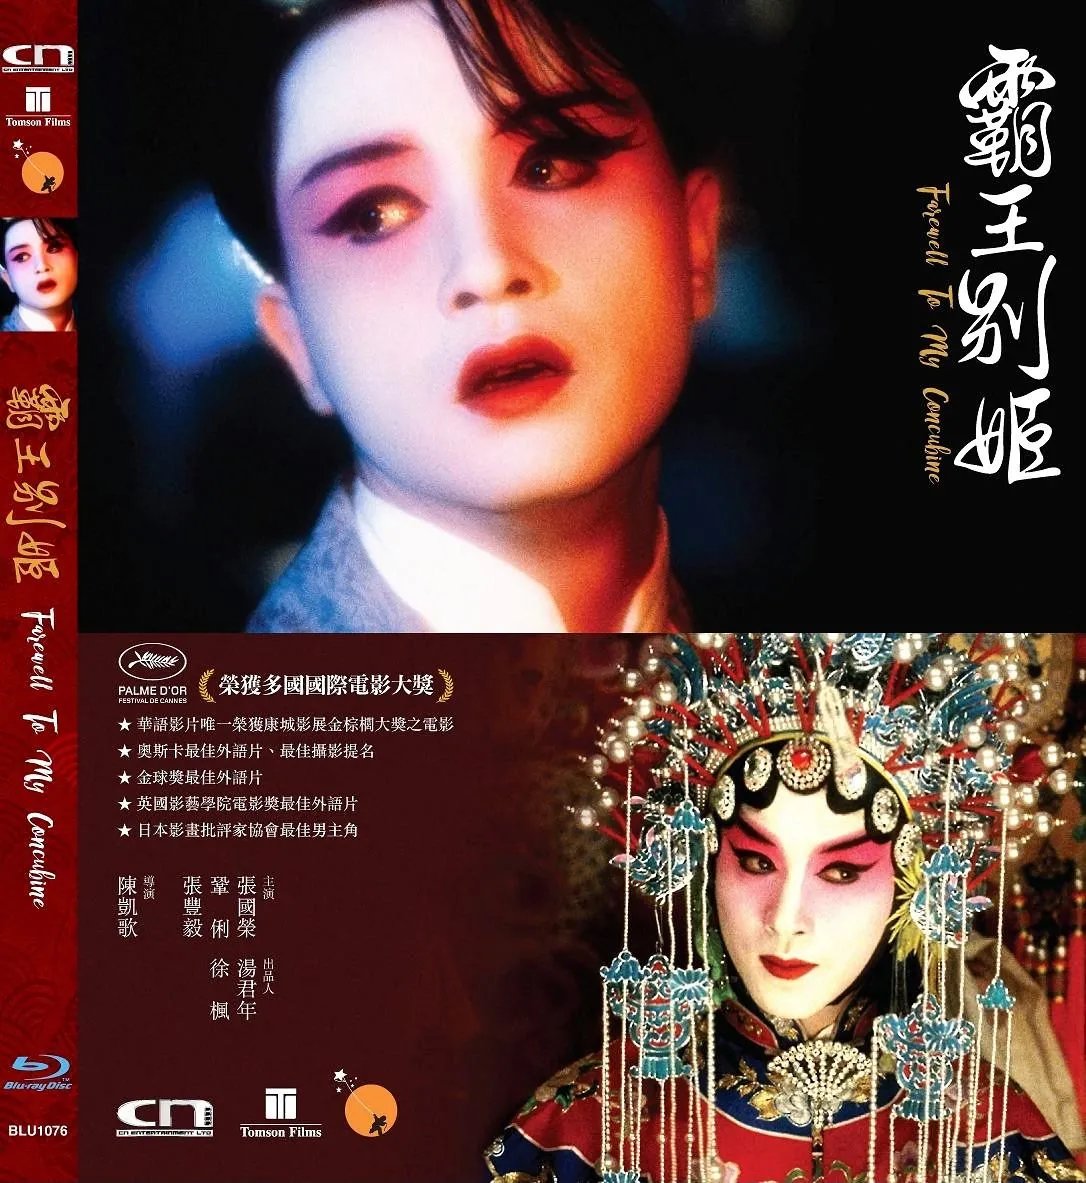 cn
CN ENTERTAINMENT LTD
Tomson Films
霸王別姬
Farewell To My Concubine
Blu-ray Disc™
BLU1076
霸王別姬
Farewell To My Concubine
PALME D'OR
FESTIVAL DE CANNES
榮獲多國國際電影大獎
★ 華語影片唯一榮獲康城影展金棕櫚大獎之電影
★ 奧斯卡最佳外語片、最佳攝影提名
★ 金球獎最佳外語片
★ 英國影藝學院電影獎最佳外語片
★ 日本影畫批評家協會最佳男主角
主演
張國榮
鞏俐
張豐毅
導演
陳凱歌
出品人
湯君年
徐楓
cn
CN ENTERTAINMENT LTD
Tomson Films